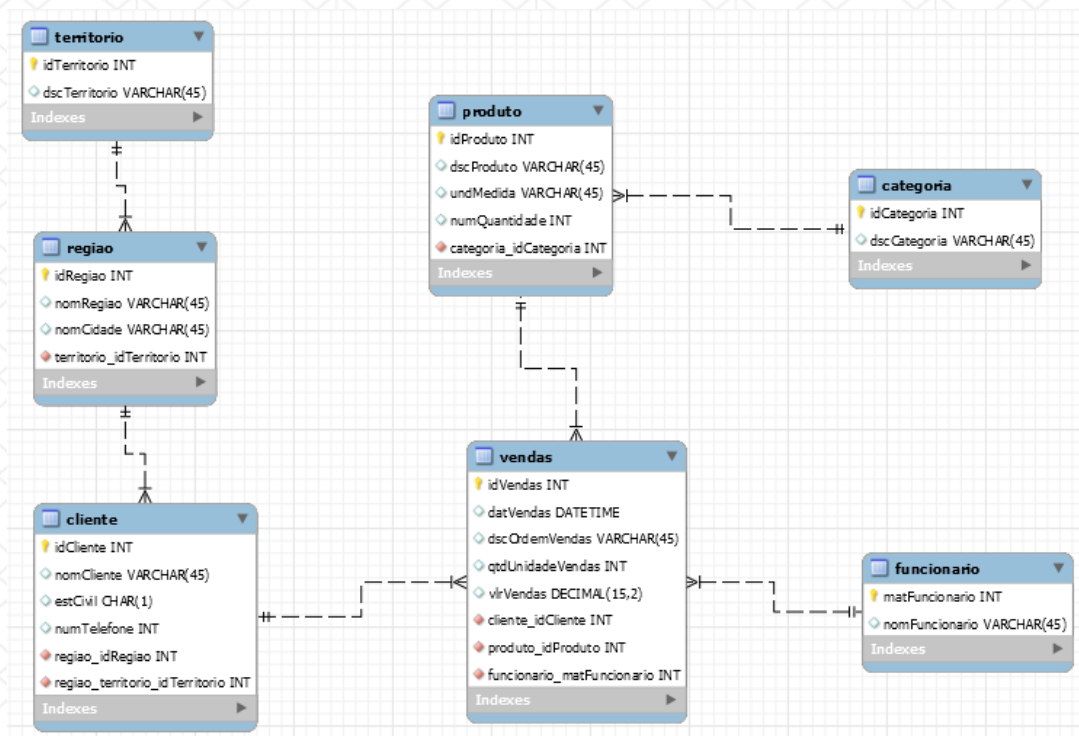 territorio
idTerritorio INT
dscTerritorio VARCHAR(45)
Indexes
regiao
idRegiao INT
nomRegiao VARCHAR(45)
nomCidade VARCHAR(45)
territorio_idTerritorio INT
Indexes
cliente
idCliente INT
nomCliente VARCHAR(45)
estCivil CHAR(1)
numTelefone INT
regiao_idRegiao INT
regiao_territorio_idTerritorio INT
Indexes
produto
idProduto INT
dscProduto VARCHAR(45)
undMedida VARCHAR(45)
numQuantidade INT
categoria_idCategoria INT
Indexes
categoria
idCategoria INT
dscCategoria VARCHAR(45)
Indexes
vendas
idVendas INT
datVendas DATETIME
dscOrdemVendas VARCHAR(45)
qtdUnidadeVendas INT
vlrVendas DECIMAL(15,2)
cliente_idCliente INT
produto_idProduto INT
funcionario_matFuncionario INT
Indexes
funcionario
matFuncionario INT
nomFuncionario VARCHAR(45)
Indexes